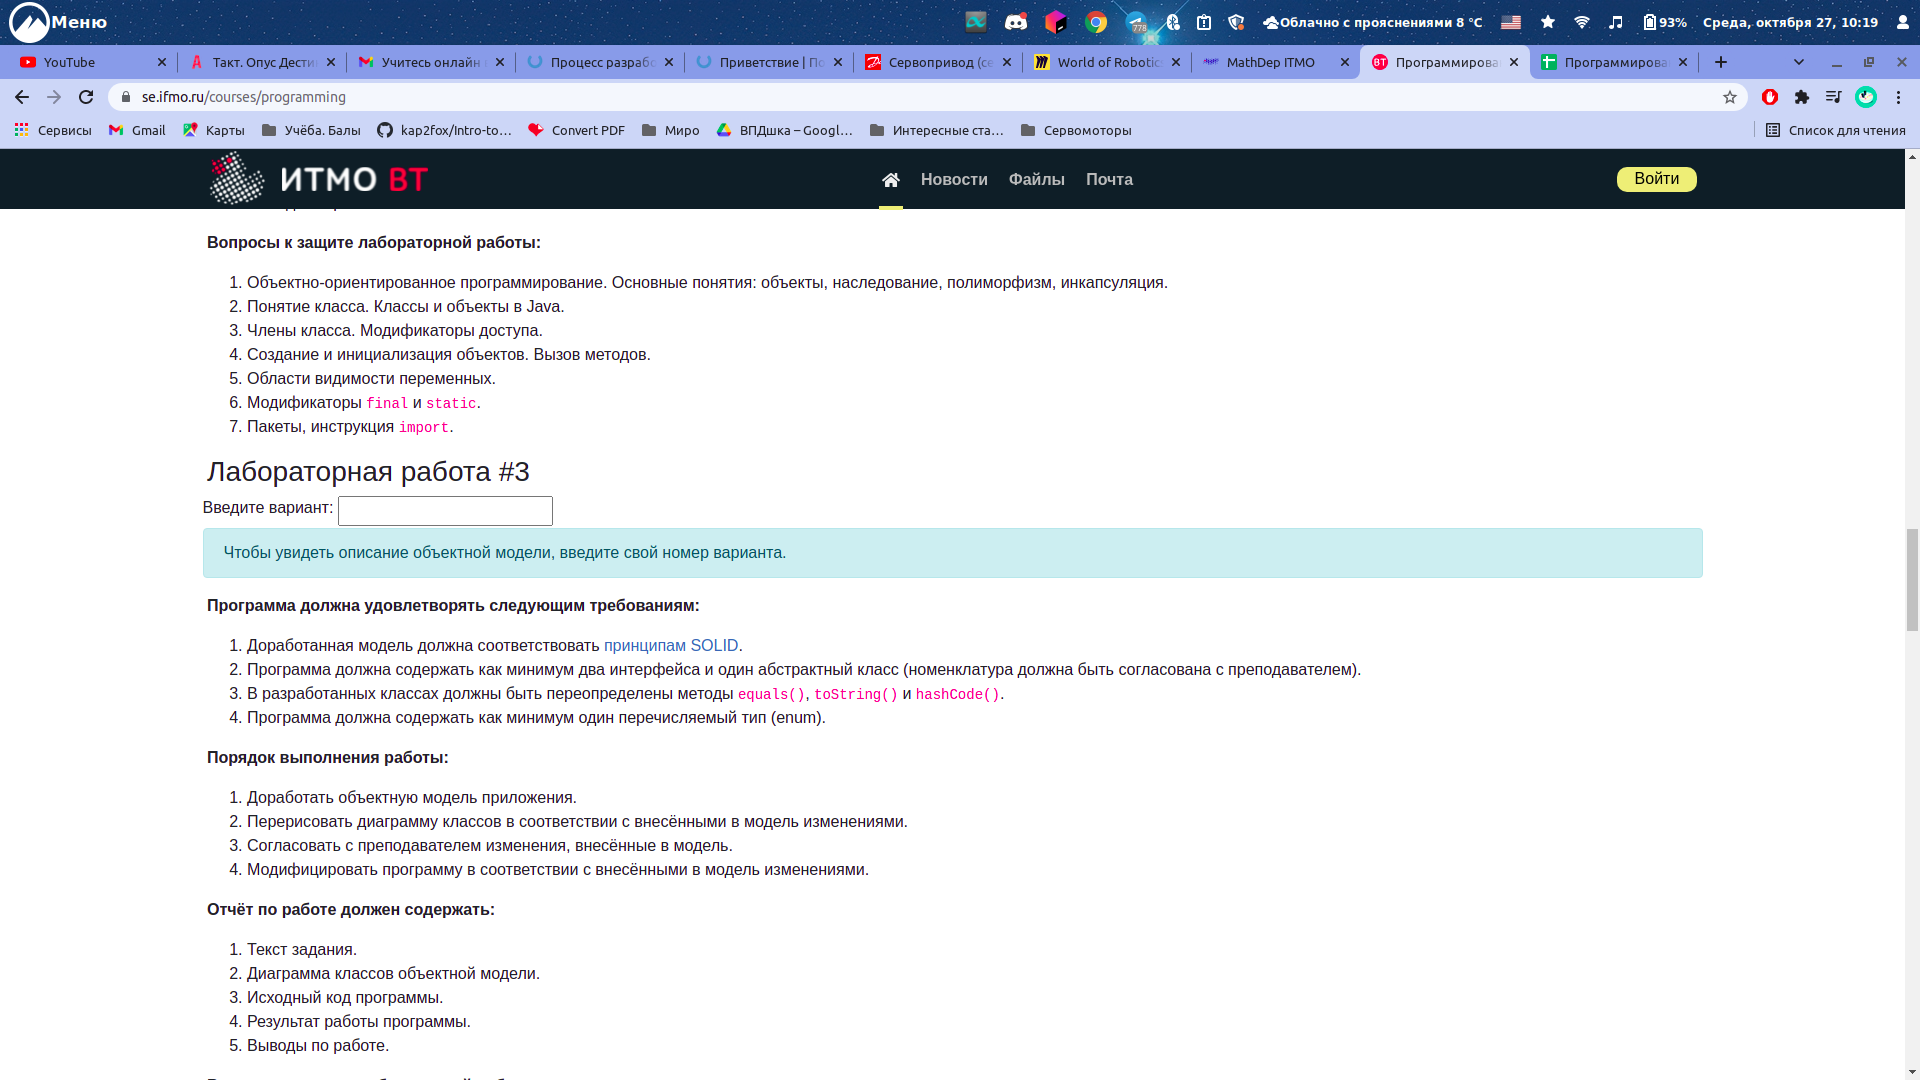 Меню
778
Облачно с прояснениями 8 °C
93%
Среда, октября 27, 10:19
YouTube
Такт. Опус Дести
Учитесь онлайн
Процесс разрабо
Приветствие | По
Сервопривод (се
World of Robotics
MathDep ITMO
Программирова
Программирова
se.ifmo.ru/courses/programming
Сервисы
Gmail
Карты
Учёба. Балы
kap2fox/Intro-to...
Convert PDF
Миро
ВПДшка – Googl...
Интересные ста...
Сервомоторы
Список для чтения
ИТМО ВТ
Новости
Файлы
Почта
Войти
Вопросы к защите лабораторной работы:
1. Объектно-ориентированное программирование. Основные понятия: объекты, наследование, полиморфизм, инкапсуляция.
2. Понятие класса. Классы и объекты в Java.
3. Члены класса. Модификаторы доступа.
4. Создание и инициализация объектов. Вызов методов.
5. Области видимости переменных.
6. Модификаторы final и static.
7. Пакеты, инструкция import.
Лабораторная работа #3
Введите вариант:
Чтобы увидеть описание объектной модели, введите свой номер варианта.
Программа должна удовлетворять следующим требованиям:
1. Доработанная модель должна соответствовать принципам SOLID.
2. Программа должна содержать как минимум два интерфейса и один абстрактный класс (номенклатура должна быть согласована с преподавателем).
3. В разработанных классах должны быть переопределены методы equals(), toString() и hashCode().
4. Программа должна содержать как минимум один перечисляемый тип (enum).
Порядок выполнения работы:
1. Доработать объектную модель приложения.
2. Перерисовать диаграмму классов в соответствии с внесёнными в модель изменениями.
3. Согласовать с преподавателем изменения, внесённые в модель.
4. Модифицировать программу в соответствии с внесёнными в модель изменениями.
Отчёт по работе должен содержать:
1. Текст задания.
2. Диаграмма классов объектной модели.
3. Исходный код программы.
4. Результат работы программы.
5. Выводы по работе.